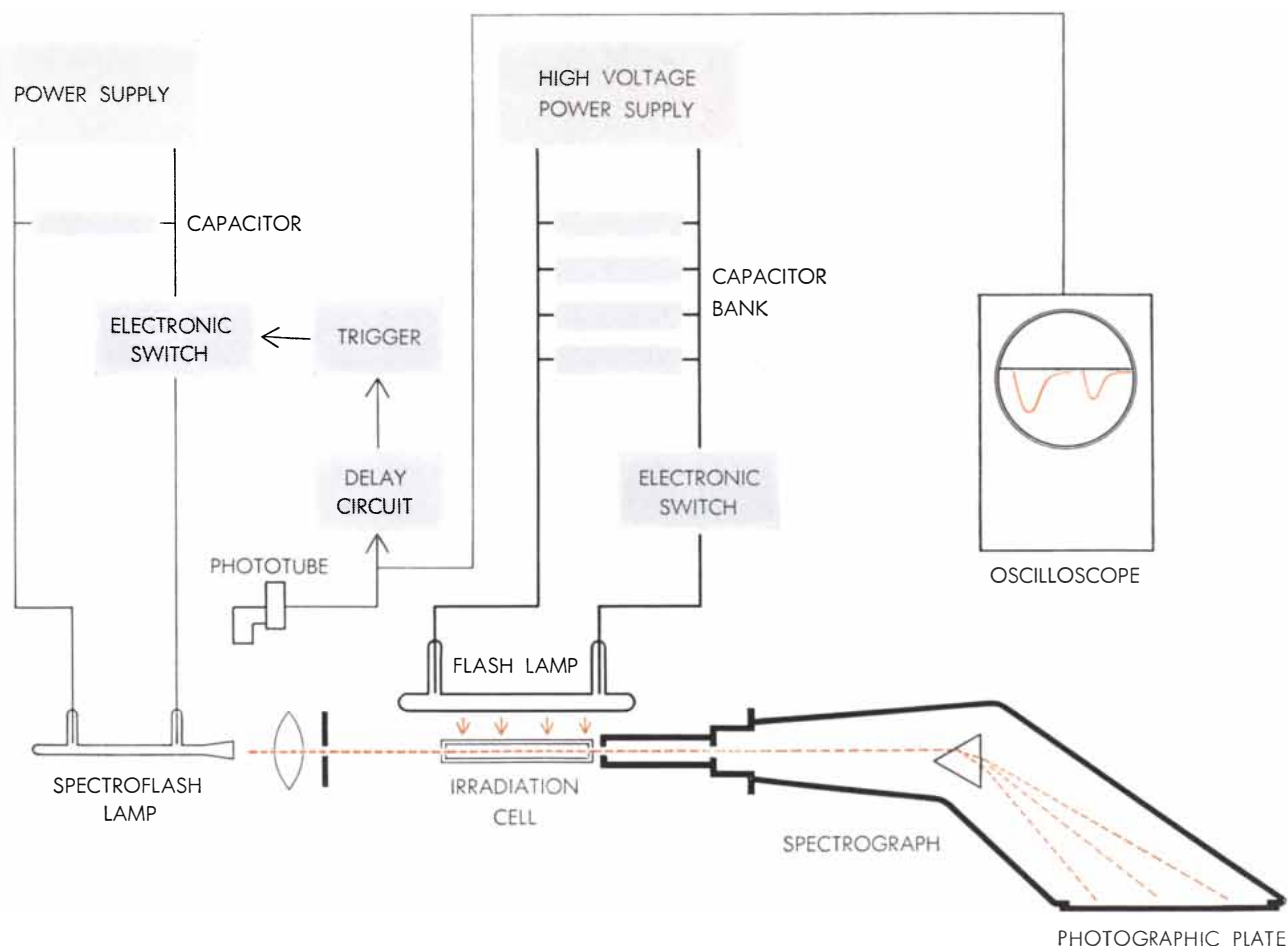 POWER SUPPLY
HIGH VOLTAGE
POWER SUPPLY
CAPACITOR
CAPACITOR
BANK
ELECTRONIC
SWITCH
TRIGGER
DELAY
CIRCUIT
ELECTRONIC
SWITCH
PHOTOTUBE
OSCILLOSCOPE
FLASH LAMP
SPECTROFLASH
LAMP
IRRADIATION
CELL
SPECTROGRAPH
PHOTOGRAPHIC PLATE